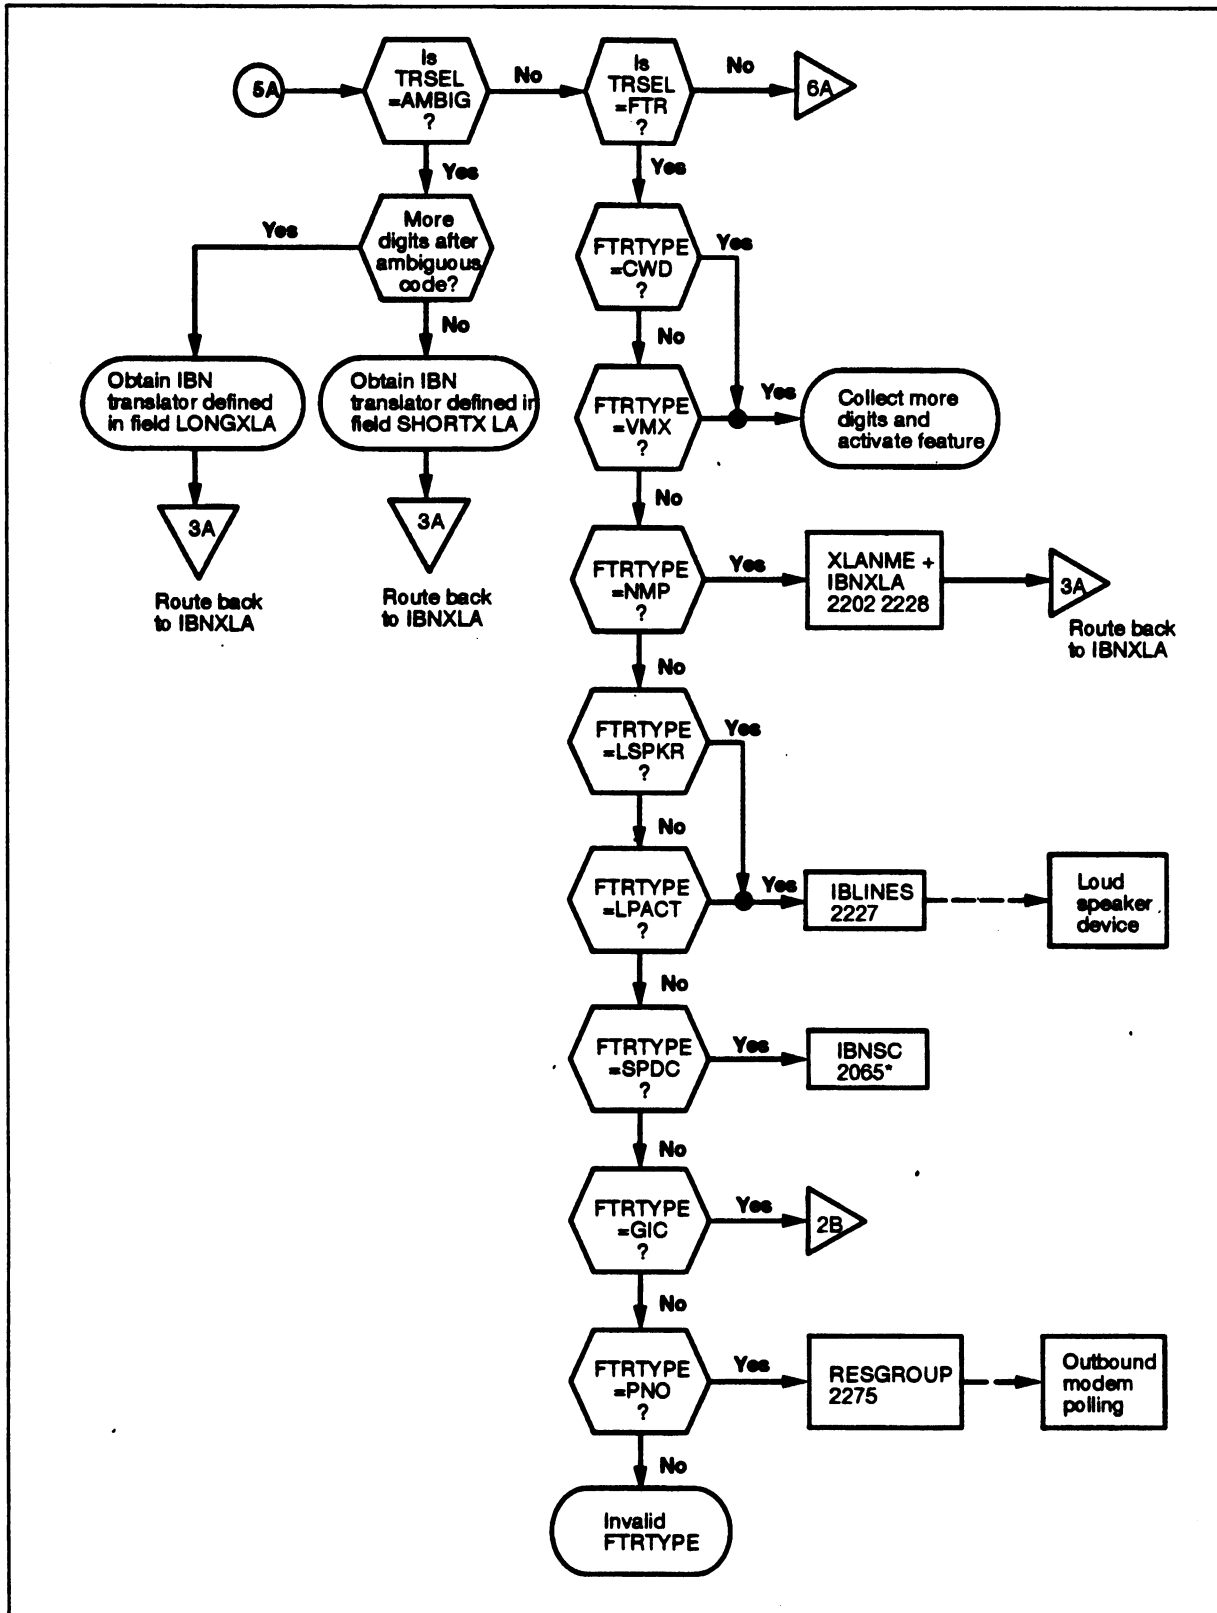 5A
Is
TRSEL
=AMBIG
?
No
Is
TRSEL
=FTR
?
No
6A
Yes
Yes
More
digits after
ambiguous
code?
Yes
No
FTRTYPE
=CWD
?
Yes
No
Obtain IBN
translator defined
in field LONGXLA
Obtain IBN
translator defined in
field SHORTX LA
FTRTYPE
=VMX
?
Yes
Collect more
digits and
activate feature
No
3A
Route back
to IBNXLA
3A
Route back
to IBNXLA
FTRTYPE
=NMP
?
Yes
XLANME +
IBNXLA
2202 2228
3A
Route back
to IBNXLA
No
FTRTYPE
=LSPKR
?
Yes
No
FTRTYPE
=LPACT
?
Yes
IBLINES
2227
Loud
speaker
device
No
FTRTYPE
=SPDC
?
Yes
IBNSC
2065*
No
FTRTYPE
=GIC
?
Yes
2B
No
FTRTYPE
=PNO
?
Yes
RESGROUP
2275
Outbound
modem
polling
No
Invalid
FTRTYPE